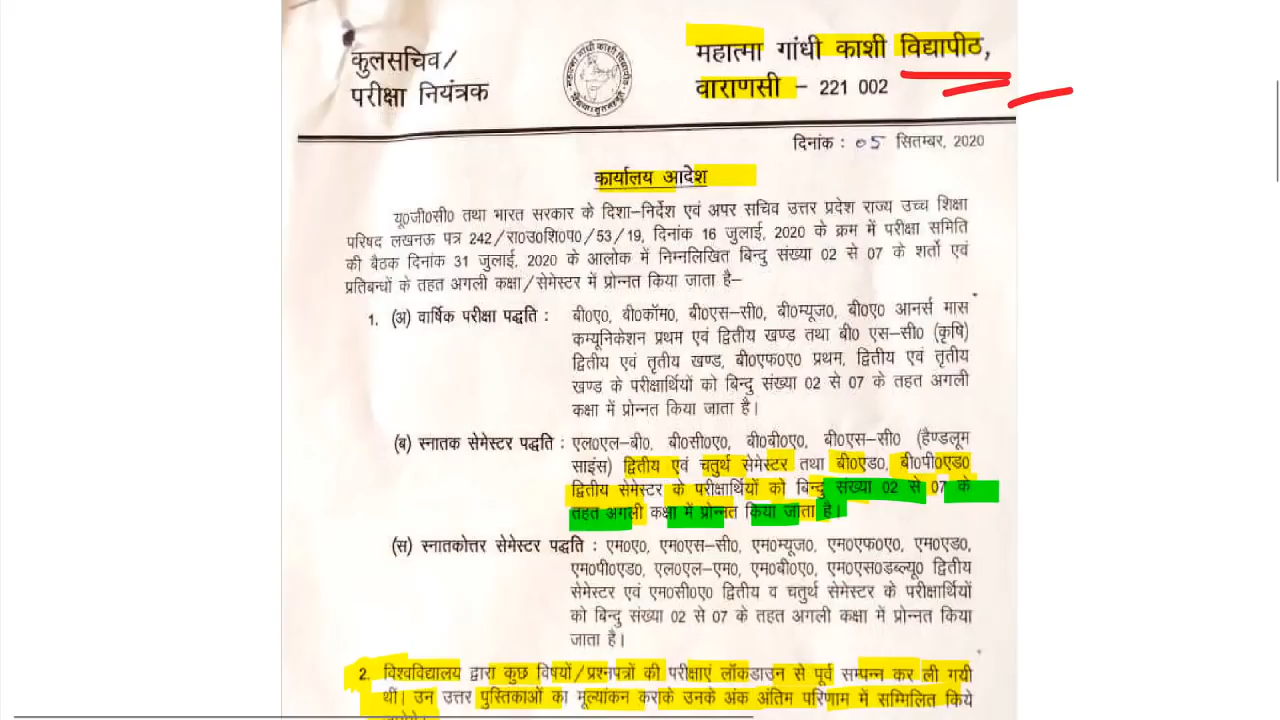 कुलसचिव/
परीक्षा नियंत्रक
महात्मा गांधी काशी विद्यापीठ,
वाराणसी – 221 002
दिनांक : 05 सितम्बर, 2020
कार्यालय आदेश
यू0जी0सी0 तथा भारत सरकार के दिशा-निर्देश एवं अपर सचिव उत्तर प्रदेश राज्य उच्च शिक्षा
परिषद लखनऊ पत्र 242/रा0उ0शि0प0/53/19, दिनांक 16 जुलाई, 2020 के क्रम में परीक्षा समिति
की बैठक दिनांक 31 जुलाई, 2020 के आलोक में निम्नलिखित बिन्दु संख्या 02 से 07 के शर्तो एवं
प्रतिबन्धों के तहत अगली कक्षा/सेमेस्टर में प्रोन्नत किया जाता है–
1. (अ) वार्षिक परीक्षा पद्धति : बी0ए0, बी0कॉम0, बी0एस-सी0, बी0म्यूज0, बी0ए0 आनर्स मास
कम्यूनिकेशन प्रथम एवं द्वितीय खण्ड तथा बी0 एस-सी0 (कृषि)
द्वितीय एवं तृतीय खण्ड, बी0एफ0ए0 प्रथम, द्वितीय एवं तृतीय
खण्ड के परीक्षार्थियों को बिन्दु संख्या 02 से 07 के तहत अगली
कक्षा में प्रोन्नत किया जाता है।
(ब) स्नातक सेमेस्टर पद्धति : एल0एल-बी0, बी0सी0ए0, बी0बी0ए0, बी0एस-सी0 (हैण्डलूम
साइंस) द्वितीय एवं चतुर्थ सेमेस्टर तथा बी0एड0, बी0पी0एड0
द्वितीय सेमेस्टर के परीक्षार्थियों को बिन्दु संख्या 02 से 07 के
तहत अगली कक्षा में प्रोन्नत किया जाता है।
(स) स्नातकोत्तर सेमेस्टर पद्धति : एम0ए0, एम0एस-सी0, एम0म्यूज0, एम0एफ0ए0, एम0एड0,
एम0पी0एड0, एल0एल-एम0, एम0बी0ए0, एम0एस0डब्ल्यू0 द्वितीय
सेमेस्टर एवं एम0सी0ए0 द्वितीय व चतुर्थ सेमेस्टर के परीक्षार्थियों
को बिन्दु संख्या 02 से 07 के तहत अगली कक्षा में प्रोन्नत किया
जाता है।
2. विश्वविद्यालय द्वारा कुछ विषयों/प्रश्नपत्रों की परीक्षाएं लॉकडाउन से पूर्व सम्पन्न कर ली गयी
थीं। उन उत्तर पुस्तिकाओं का मूल्यांकन कराके उनके अंक अंतिम परिणाम में सम्मिलित किये